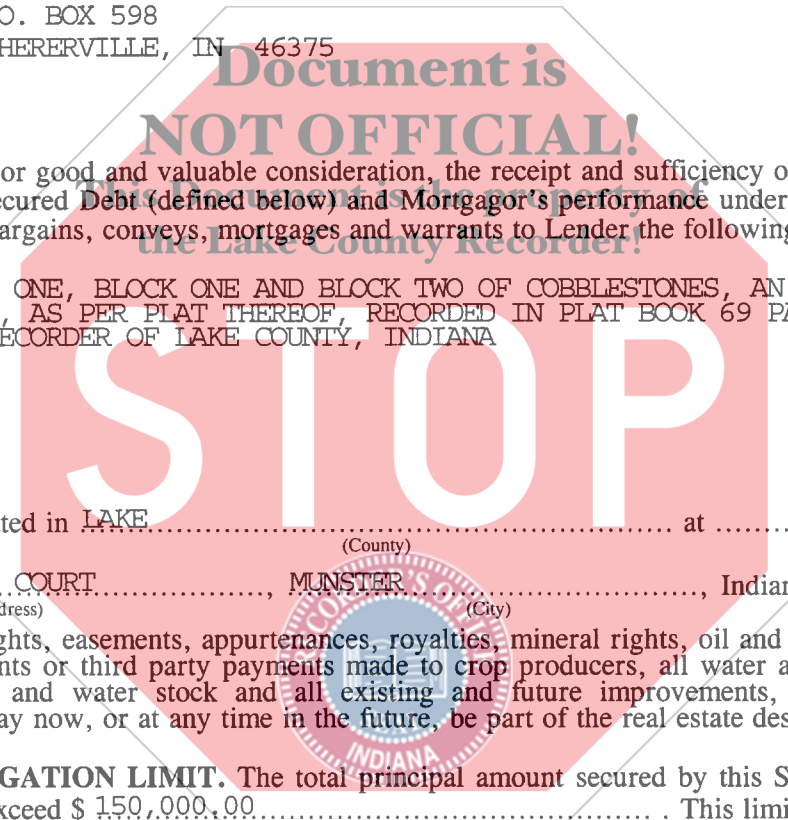 O. BOX 598
HERERVILLE, IN 46375
Document is
NOT OFFICIAL!
or good and valuable consideration, the receipt and sufficiency o
This Document is the property of
ecured Debt (defined below) and Mortgagor's performance under
argains, conveys, mortgages and warrants to Lender the following
the Lake County Recorder!
ONE, BLOCK ONE AND BLOCK TWO OF COBBLESTONES, AN
, AS PER PLAT THEREOF, RECORDED IN PLAT BOOK 69 PA
ECORDER OF LAKE COUNTY, INDIANA
STOP
ted in LAKE at
(County)
COURT , MUNSTER , Indian
dress) (City)
RECORDER'S OFFI
ghts, easements, appurtenances, royalties, mineral rights, oil and
nts or third party payments made to crop producers, all water a
and water stock and all existing and future improvements,
ay now, or at any time in the future, be part of the real estate des
INDIANA
GATION LIMIT. The total principal amount secured by this S
xceed $ 150,000.00 . This limi